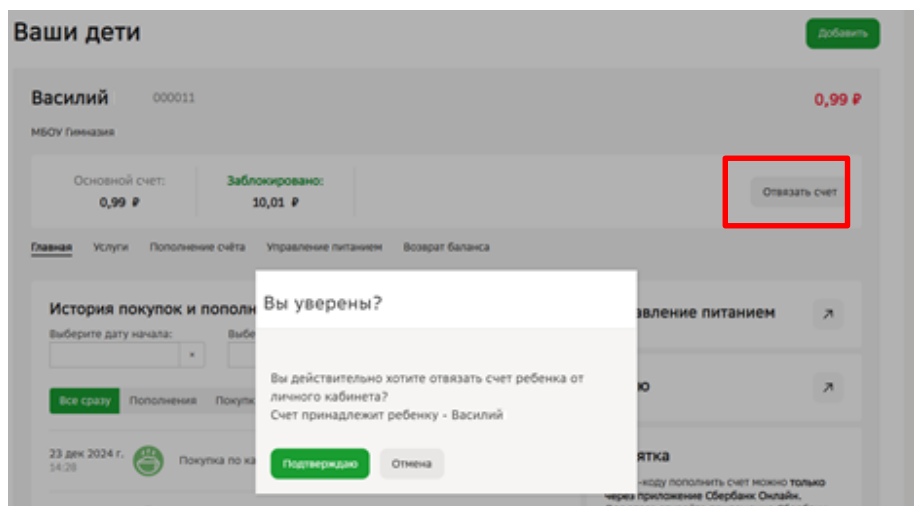 Ваши дети
Добавить
Василий 000011
0,99 ₽
МБОУ Гимназия
Основной счет:
0,99 ₽
Заблокировано:
10,01 ₽
Отвязать счет
Главная Услуги Пополнение счёта Управление питанием Возврат баланса
История покупок и пополн
Выберите дату начала:
Выбе
×
Все сразу Пополнения Покупк
23 дек 2024 г.
14:28
Покупка по ка
Вы уверены?
Вы действительно хотите отвязать счет ребенка от
личного кабинета?
Счет принадлежит ребенку - Василий
Подтверждаю Отмена
авление питанием
ю
ятка
-коду пополнить счет можно только
через приложение Сбербанк Онлайн.